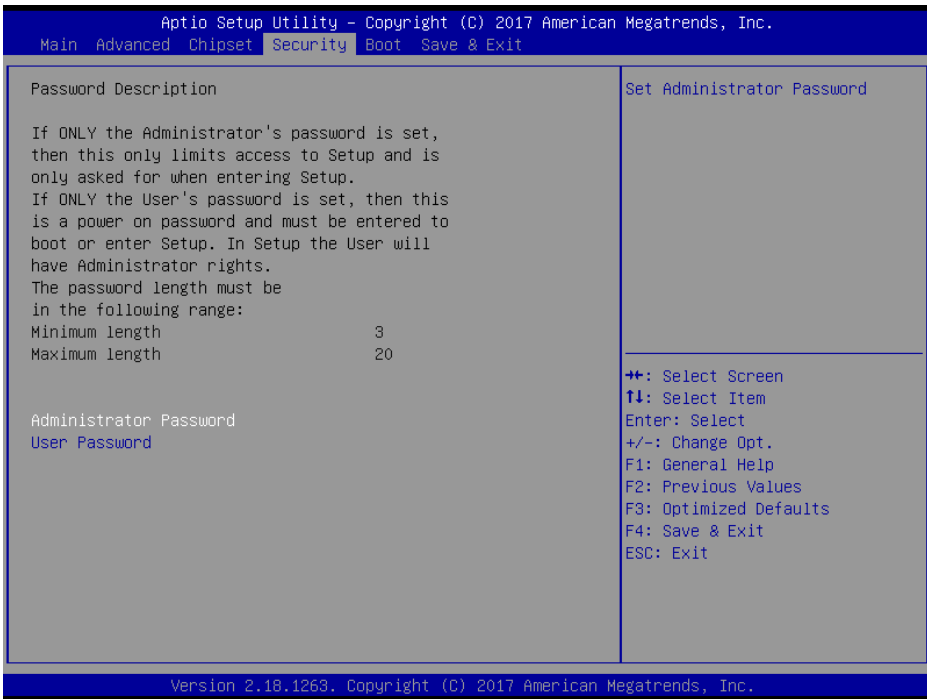 Aptio Setup Utility – Copyright (C) 2017 American Megatrends, Inc.
Main Advanced Chipset Security Boot Save & Exit
Password Description
If ONLY the Administrator's password is set,
then this only limits access to Setup and is
only asked for when entering Setup.
If ONLY the User's password is set, then this
is a power on password and must be entered to
boot or enter Setup. In Setup the User will
have Administrator rights.
The password length must be
in the following range:
Minimum length 3
Maximum length 20
Administrator Password
User Password
Set Administrator Password
→←: Select Screen
↑↓: Select Item
Enter: Select
+/-: Change Opt.
F1: General Help
F2: Previous Values
F3: Optimized Defaults
F4: Save & Exit
ESC: Exit
Version 2.18.1263. Copyright (C) 2017 American Megatrends, Inc.